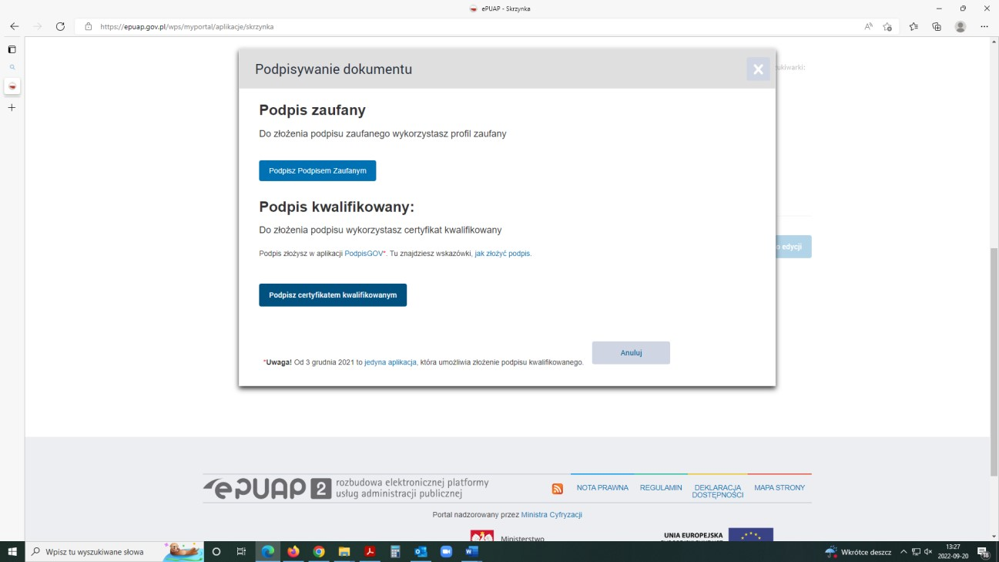 ePUAP - Skrzynka
https://epuap.gov.pl/wps/myportal/aplikacje/skrzynka
Podpisywanie dokumentu
ukiwarki:
Podpis zaufany
Do złożenia podpisu zaufanego wykorzystasz profil zaufany
Podpisz Podpisem Zaufanym
Podpis kwalifikowany:
Do złożenia podpisu wykorzystasz certyfikat kwalifikowany
o edycji
Podpis złożysz w aplikacji PodpisGOV*. Tu znajdziesz wskazówki, jak złożyć podpis.
Podpisz certyfikatem kwalifikowanym
Anuluj
*Uwaga! Od 3 grudnia 2021 to jedyna aplikacja, która umożliwia złożenie podpisu kwalifikowanego.
ePUAP 2
rozbudowa elektronicznej platformy
usług administracji publicznej
NOTA PRAWNA
REGULAMIN
DEKLARACJA
DOSTĘPNOŚCI
MAPA STRONY
Portal nadzorowany przez Ministra Cyfryzacji
Ministerstwo
UNIA EUROPEJSKA
Wpisz tu wyszukiwane słowa
Wkrótce deszcz
13:27
2022-09-20
18